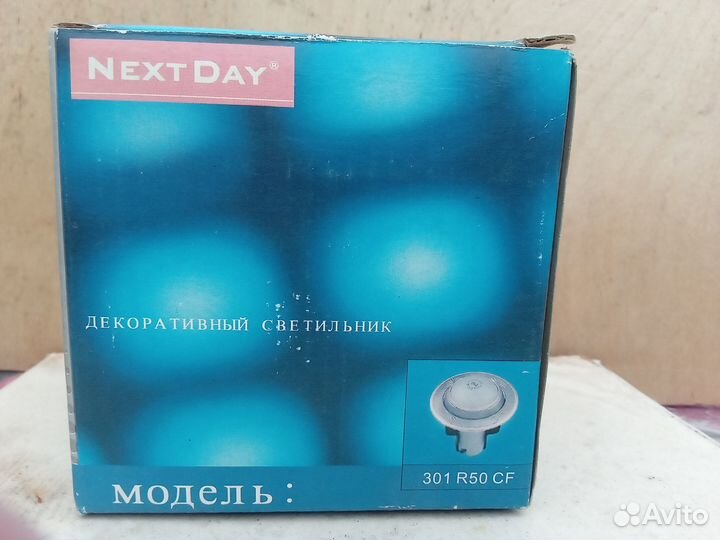 NEXT DAY®
ДЕКОРАТИВНЫЙ СВЕТИЛЬНИК
301 R50 CF
МОДЕЛЬ:
Avito